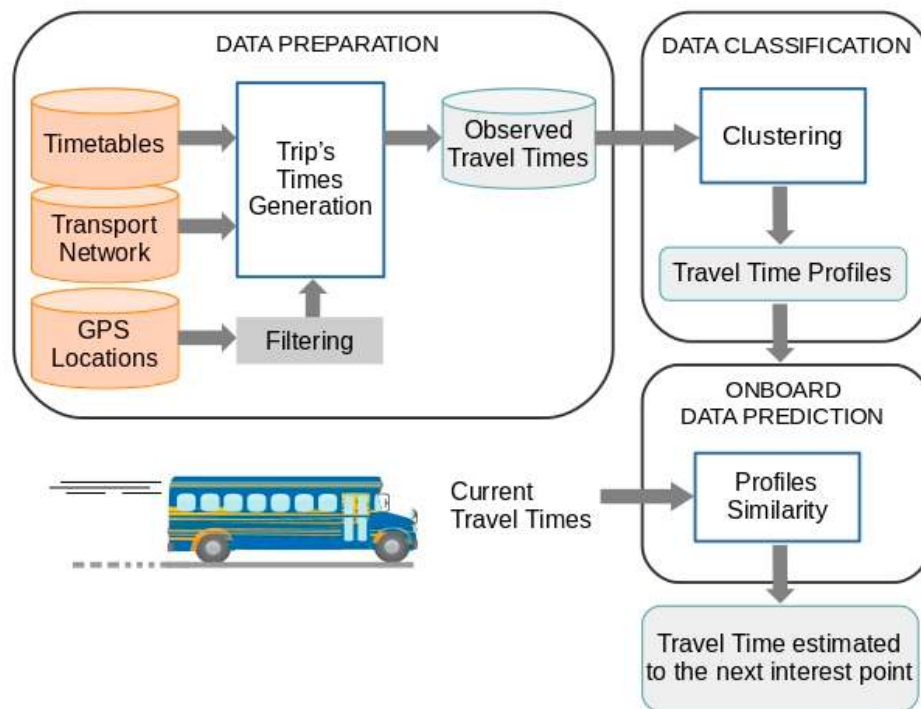 DATA PREPARATION
Timetables
Transport
Network
GPS
Locations
Trip's
Times
Generation
Filtering
Observed
Travel Times
DATA CLASSIFICATION
Clustering
Travel Time Profiles
ONBOARD
DATA PREDICTION
Current
Travel Times
Profiles
Similarity
Travel Time estimated
to the next interest point